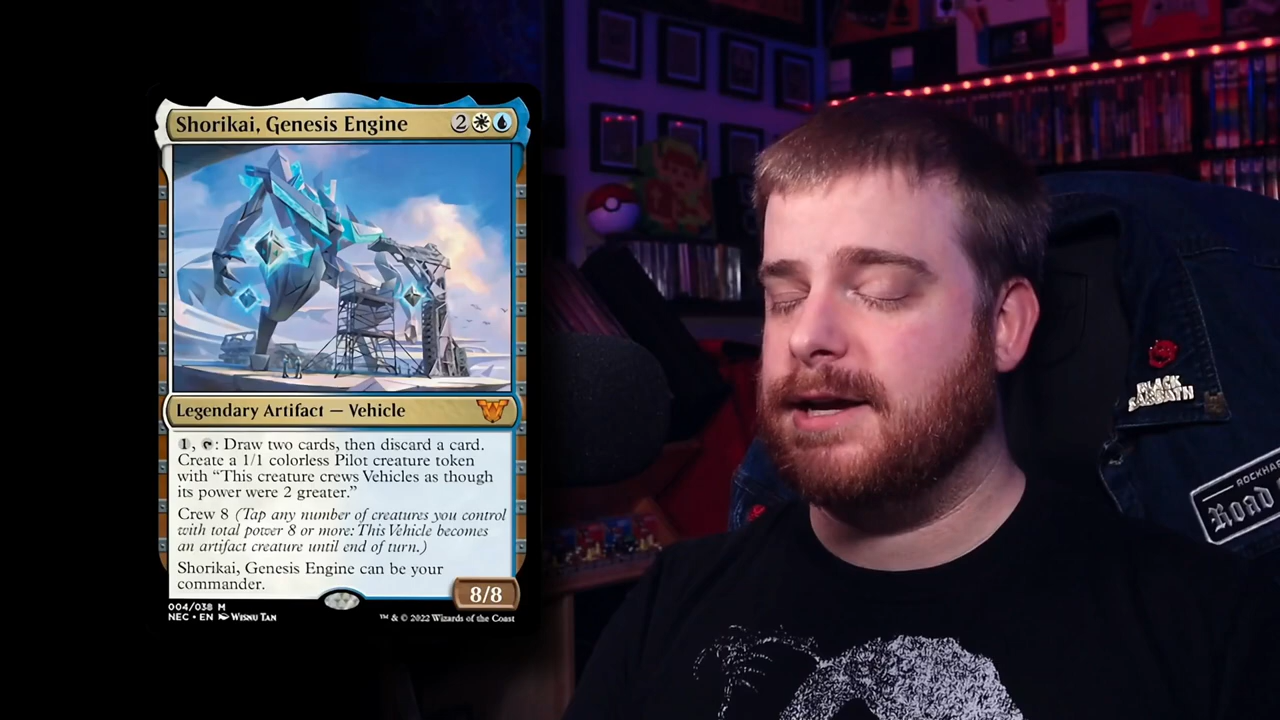 Shorikai, Genesis Engine 2
Legendary Artifact — Vehicle
1, : Draw two cards, then discard a card.
Create a 1/1 colorless Pilot creature token
with “This creature crews Vehicles as though
its power were 2 greater.”
Crew 8 (Tap any number of creatures you control
with total power 8 or more: This Vehicle becomes
an artifact creature until end of turn.)
Shorikai, Genesis Engine can be your
commander.
8/8
004/038 M
NEC • EN Wisnu Tan
™ & © 2022 Wizards of the Coast
BLACK
SABBATH
Road